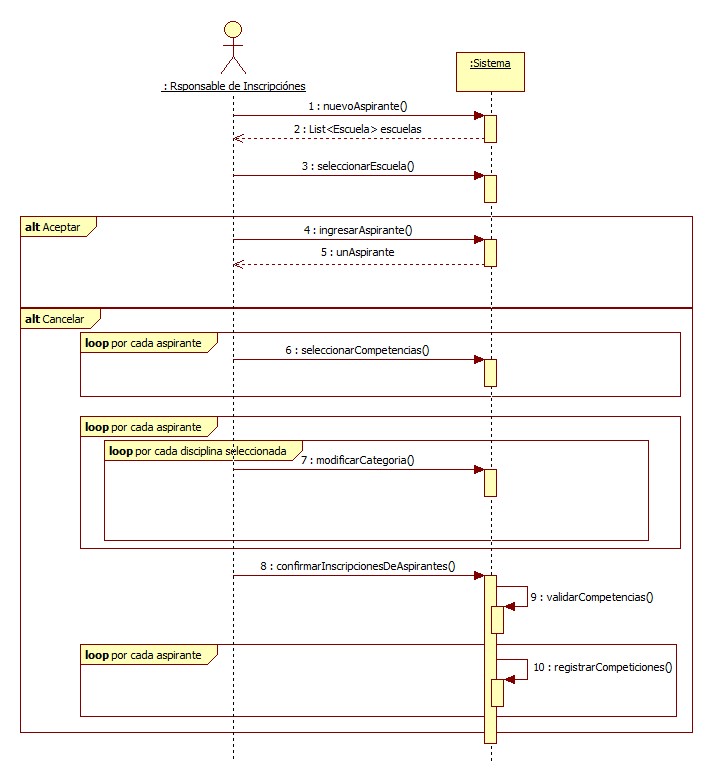 : Rsponsable de Inscripciónes
:Sistema
1 : nuevoAspirante()
2 : List<Escuela> escuelas
3 : seleccionarEscuela()
alt Aceptar
4 : ingresarAspirante()
5 : unAspirante
alt Cancelar
loop por cada aspirante
6 : seleccionarCompetencias()
loop por cada aspirante
loop por cada disciplina seleccionada
7 : modificarCategoria()
8 : confirmarInscripcionesDeAspirantes()
9 : validarCompetencias()
loop por cada aspirante
10 : registrarCompeticiones()